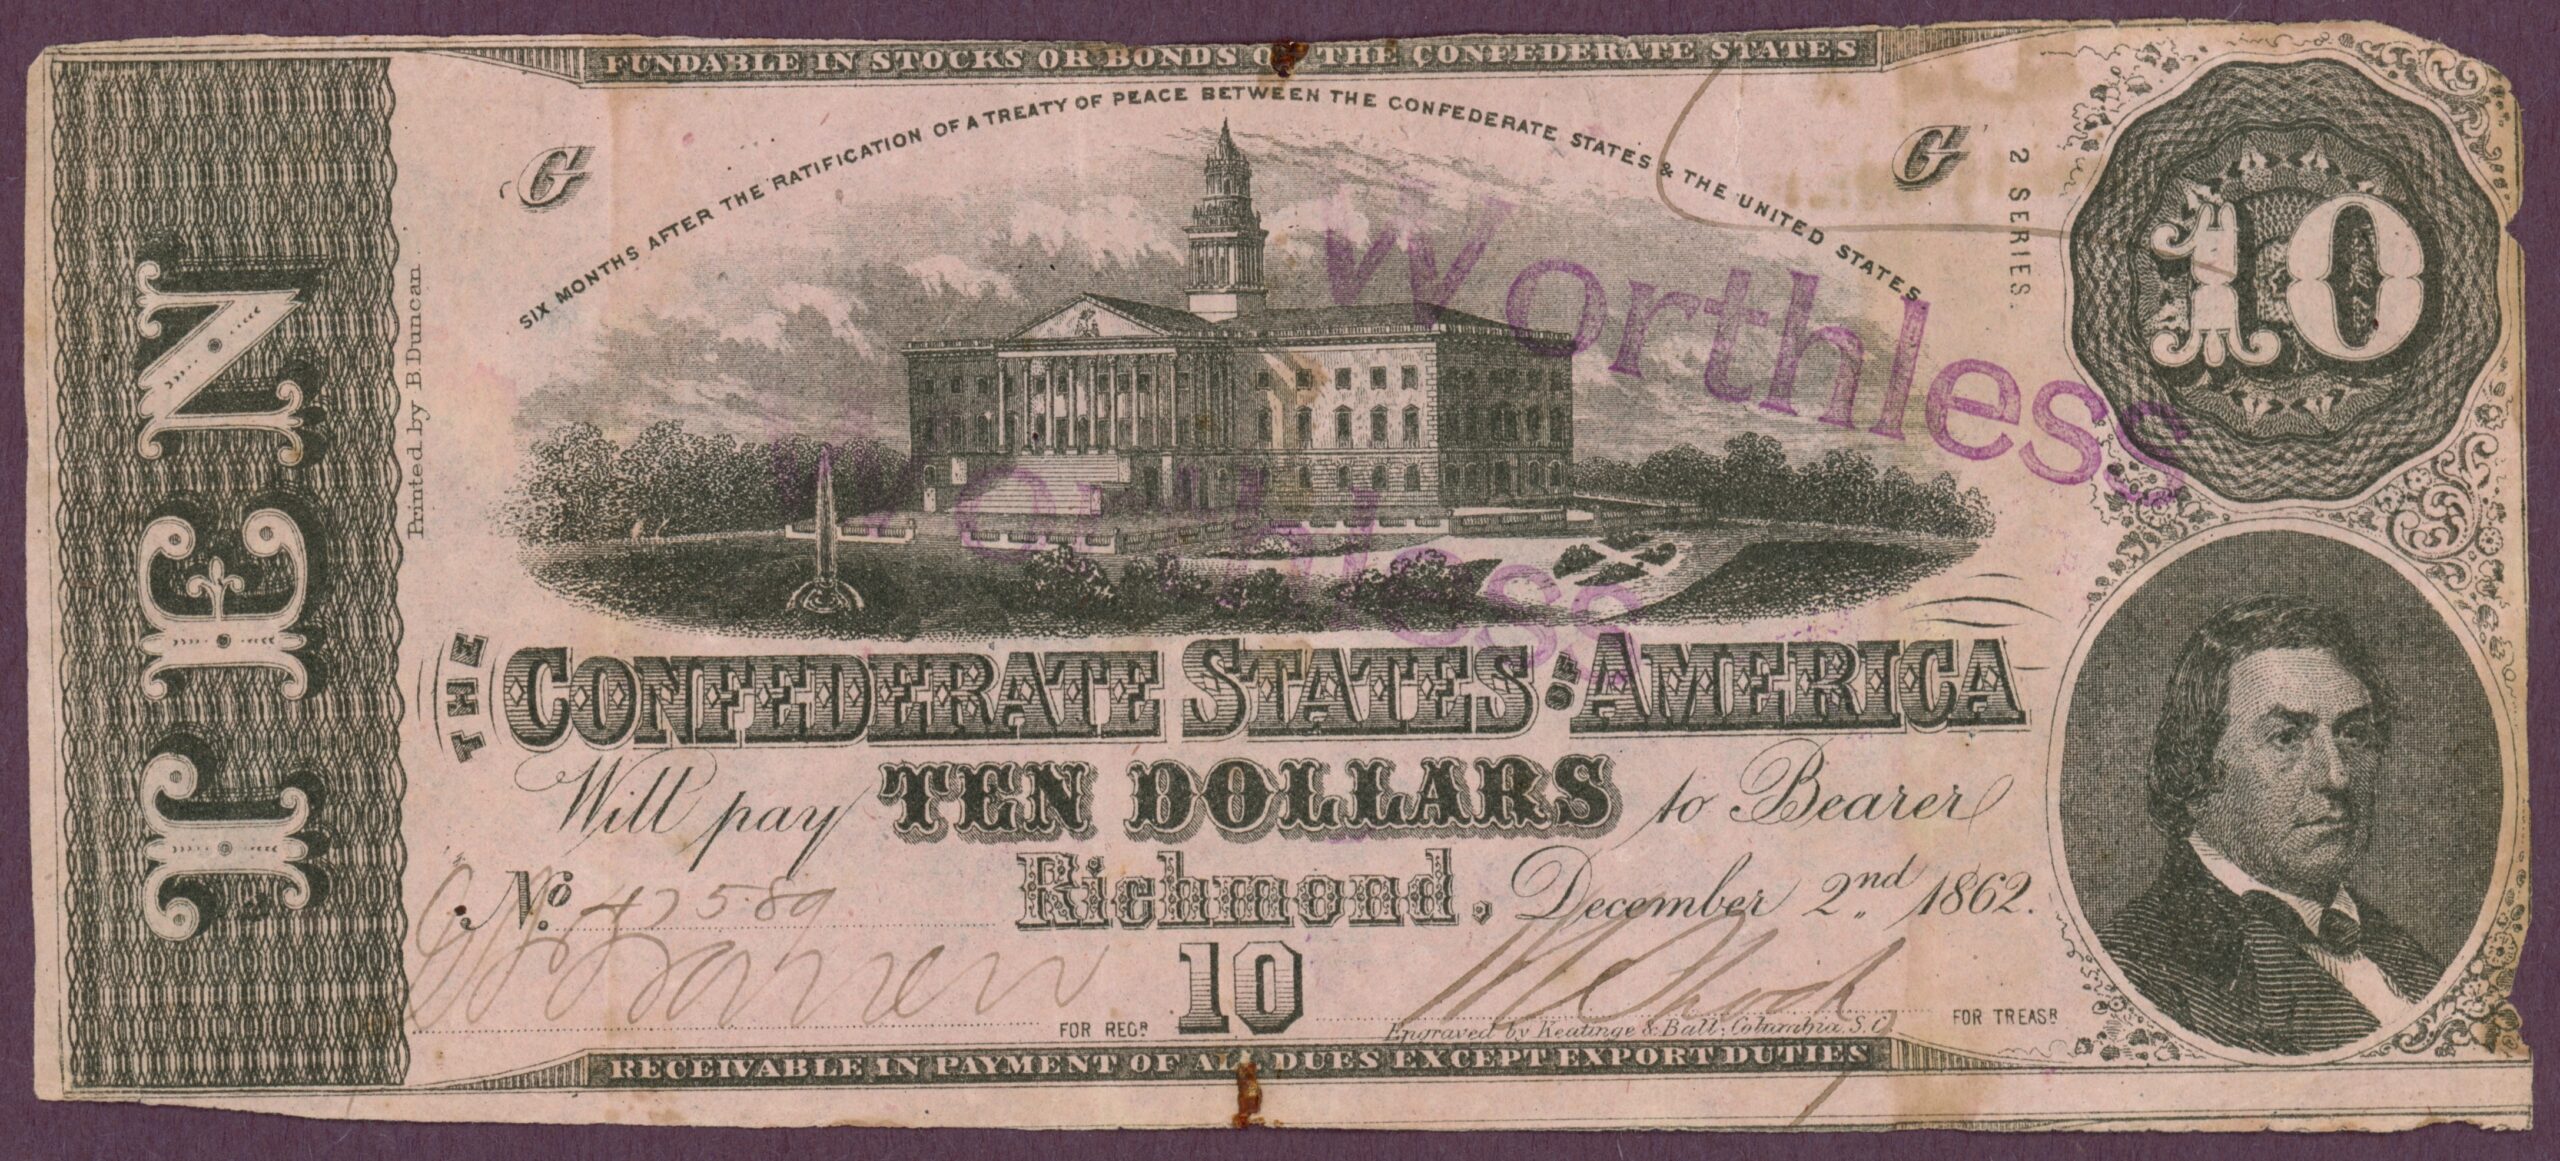 FUNDABLE IN STOCKS OR BONDS OF THE CONFEDERATE STATES
SIX MONTHS AFTER THE RATIFICATION OF A TREATY OF PEACE BETWEEN THE CONFEDERATE STATES & THE UNITED STATES
G
G
2 SERIES.
10
TEN
Printed by B. Duncan.
Worthless
Worthless
THE CONFEDERATE STATES OF AMERICA
Will pay TEN DOLLARS to Bearer
No. 42589 Richmond, December 2nd 1862.
10
FOR REGR.
FOR TREASR.
Engraved by Keatinge & Ball, Columbia, S.C.
RECEIVABLE IN PAYMENT OF ALL DUES EXCEPT EXPORT DUTIES